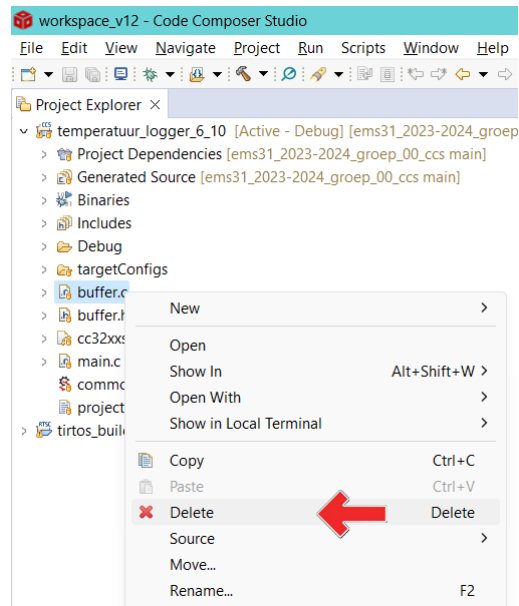 workspace_v12 - Code Composer Studio
File Edit View Navigate Project Run Scripts Window Help
Project Explorer
temperatuur_logger_6_10 [Active - Debug] [ems31_2023-2024_groep
Project Dependencies [ems31_2023-2024_groep_00_ccs main]
Generated Source [ems31_2023-2024_groep_00_ccs main]
Binaries
Includes
Debug
targetConfigs
buffer.c
buffer.h
cc32xxs
main.c
commo
project
tirtos_buil
New
Open
Show In Alt+Shift+W
Open With
Show in Local Terminal
Copy Ctrl+C
Paste Ctrl+V
Delete Delete
Source
Move...
Rename... F2